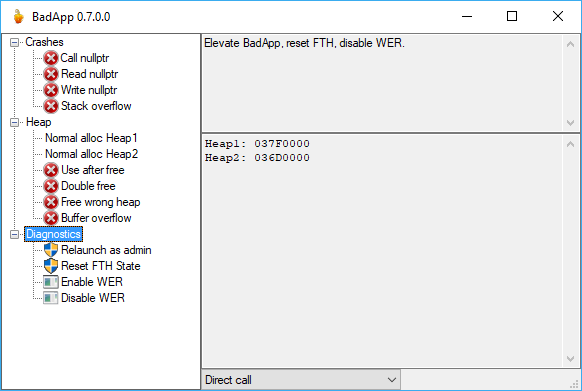 BadApp 0.7.0.0
Crashes
Call nullptr
Read nullptr
Write nullptr
Stack overflow
Heap
Normal alloc Heap1
Normal alloc Heap2
Use after free
Double free
Free wrong heap
Buffer overflow
Diagnostics
Relaunch as admin
Reset FTH State
Enable WER
Disable WER
Elevate BadApp, reset FTH, disable WER.
Heap1: 037F0000
Heap2: 036D0000
Direct call